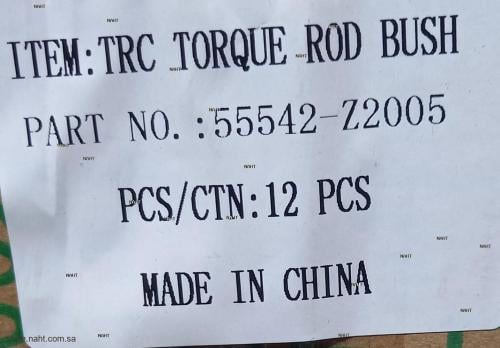 ITEM:TRC TORQUE ROD BUSH
PART NO.:55542-Z2005
PCS/CTN:12 PCS
MADE IN CHINA
.naht.com.sa
NAHT